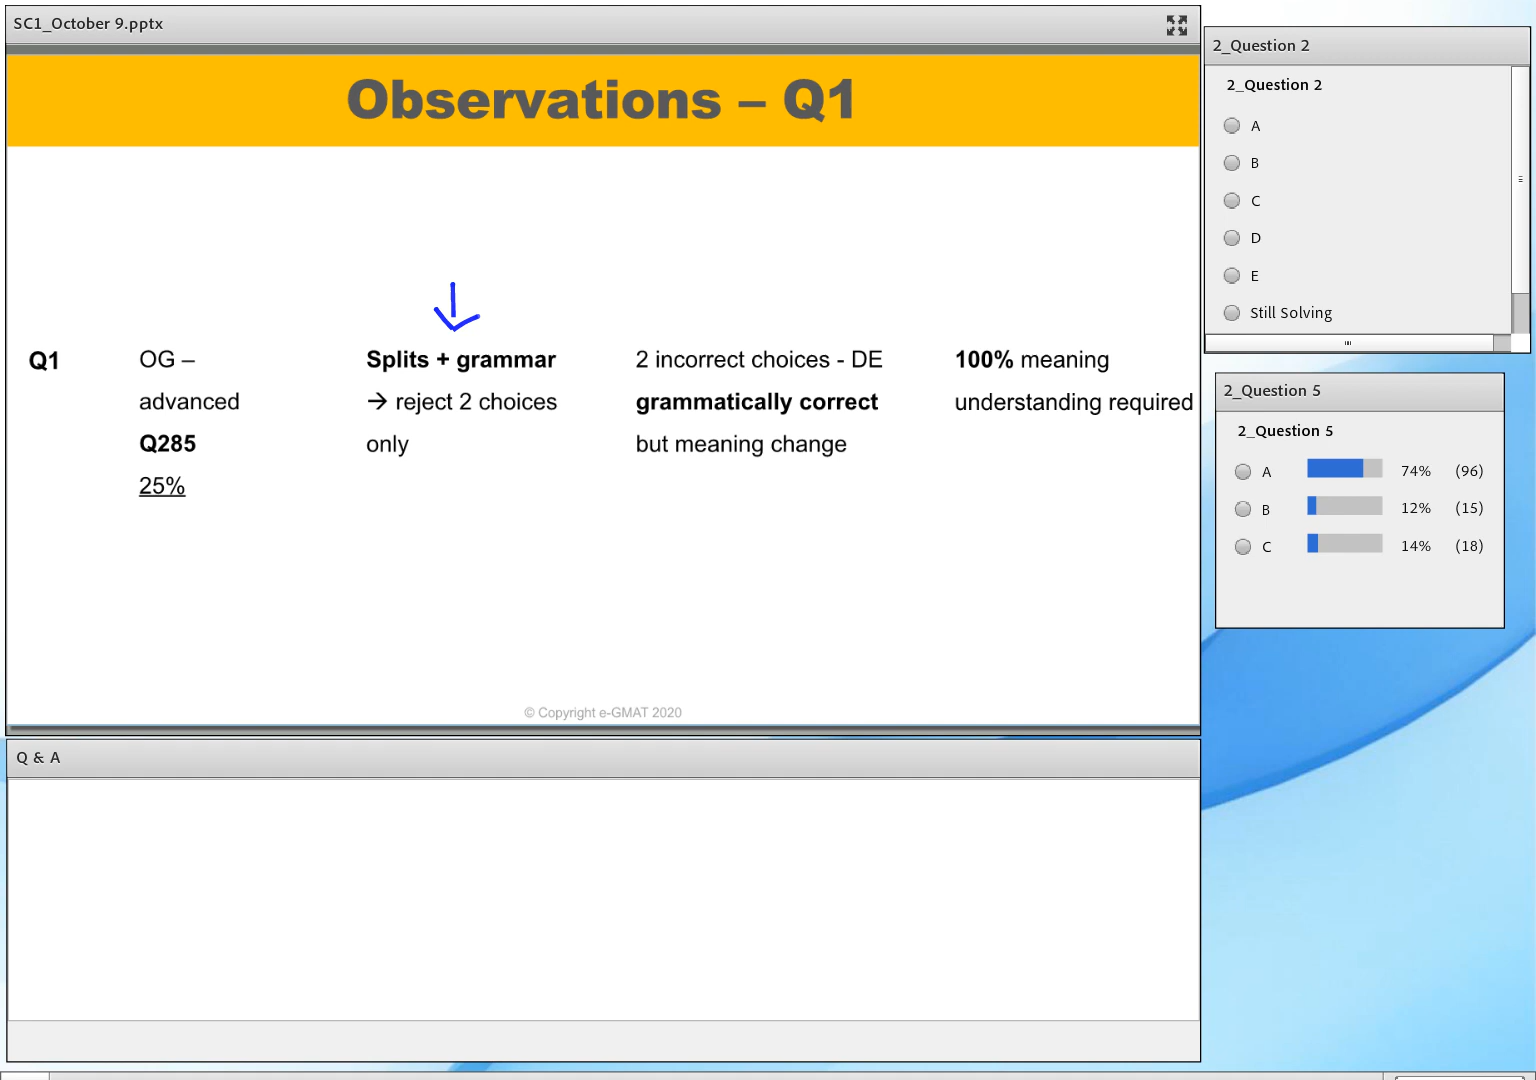 SC1_October 9.pptx
Observations – Q1
Q1
OG –
advanced
Q285
25%
Splits + grammar
→ reject 2 choices
only
2 incorrect choices - DE
grammatically correct
but meaning change
100% meaning
understanding required
© Copyright e-GMAT 2020
Q & A
2_Question 2
2_Question 2
A
B
C
D
E
Still Solving
2_Question 5
2_Question 5
A 74% (96)
B 12% (15)
C 14% (18)